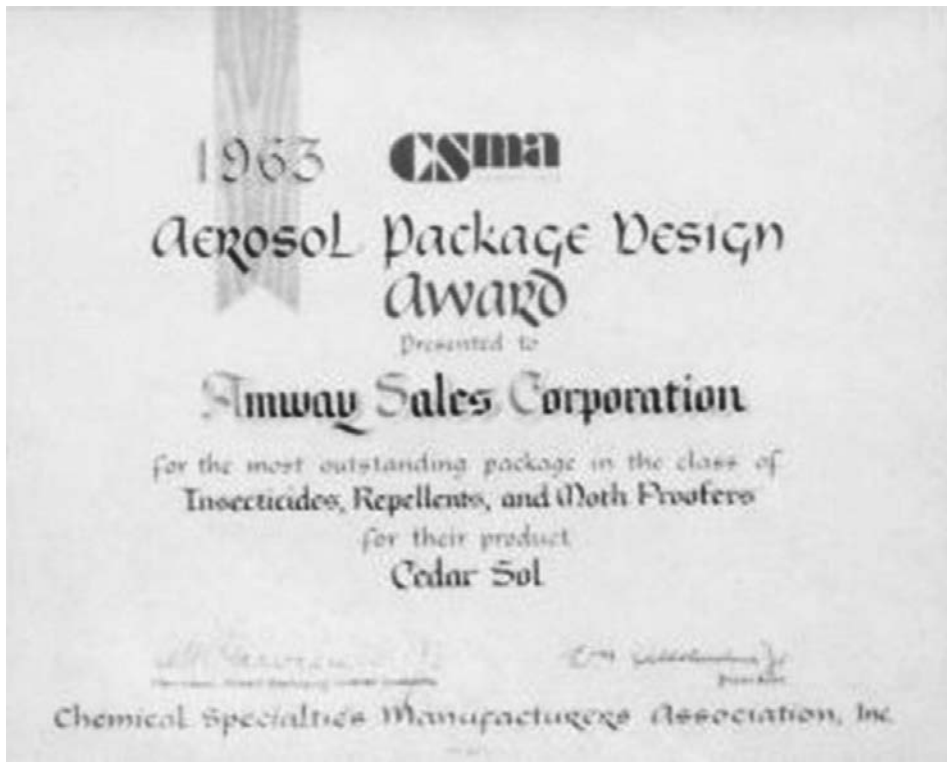 1963 CSMA
Aerosol Package Design
Award
Presented to
Amway Sales Corporation
for the most outstanding package in the class of
Insecticides, Repellents, and Moth Proofers
for their product
Cedar Sol
Chemical Specialties Manufacturers Association, Inc.